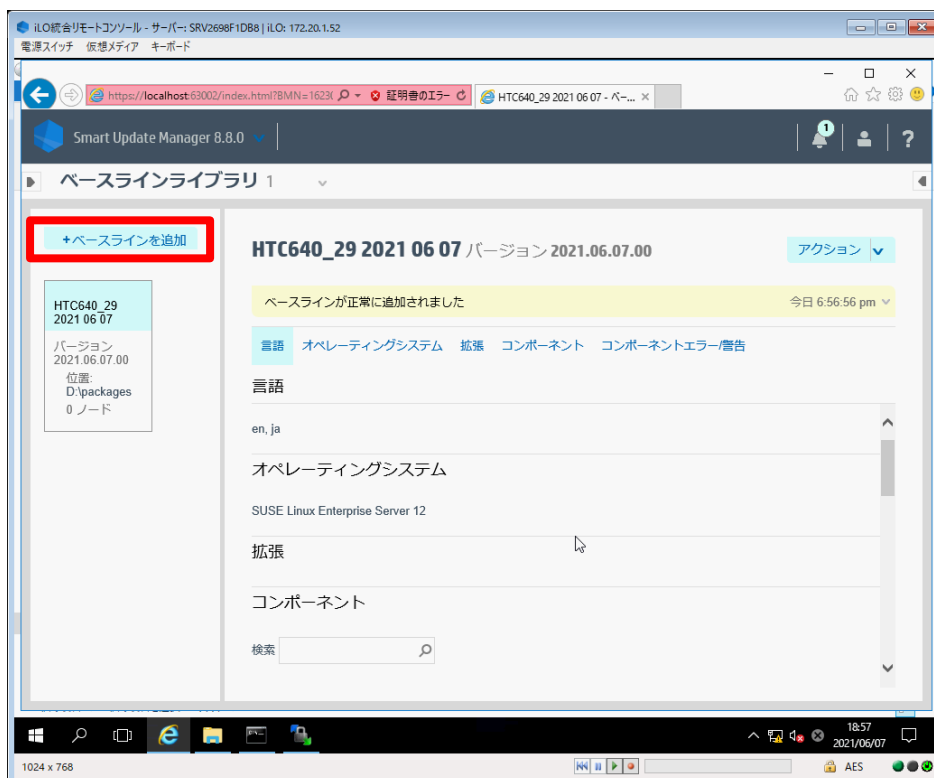 iLO統合リモートコンソール - サーバー: SRV2698F1DB8 | iLO: 172.20.1.52
電源スイッチ 仮想メディア キーボード
https://localhost:63002/index.html?BMN=1623( 証明書のエラー HTC640_29 2021 06 07 - ベー...
Smart Update Manager 8.8.0
1
?
ベースラインライブラリ 1
+ベースラインを追加
HTC640_29 2021 06 07 バージョン 2021.06.07.00
アクション
HTC640_29
2021 06 07
バージョン
2021.06.07.00
位置:
D:\packages
0 ノード
ベースラインが正常に追加されました 今日 6:56:56 pm
言語 オペレーティングシステム 拡張 コンポーネント コンポーネントエラー/警告
言語
en, ja
オペレーティングシステム
SUSE Linux Enterprise Server 12
拡張
コンポーネント
検索
18:57
2021/06/07
1024 x 768
AES